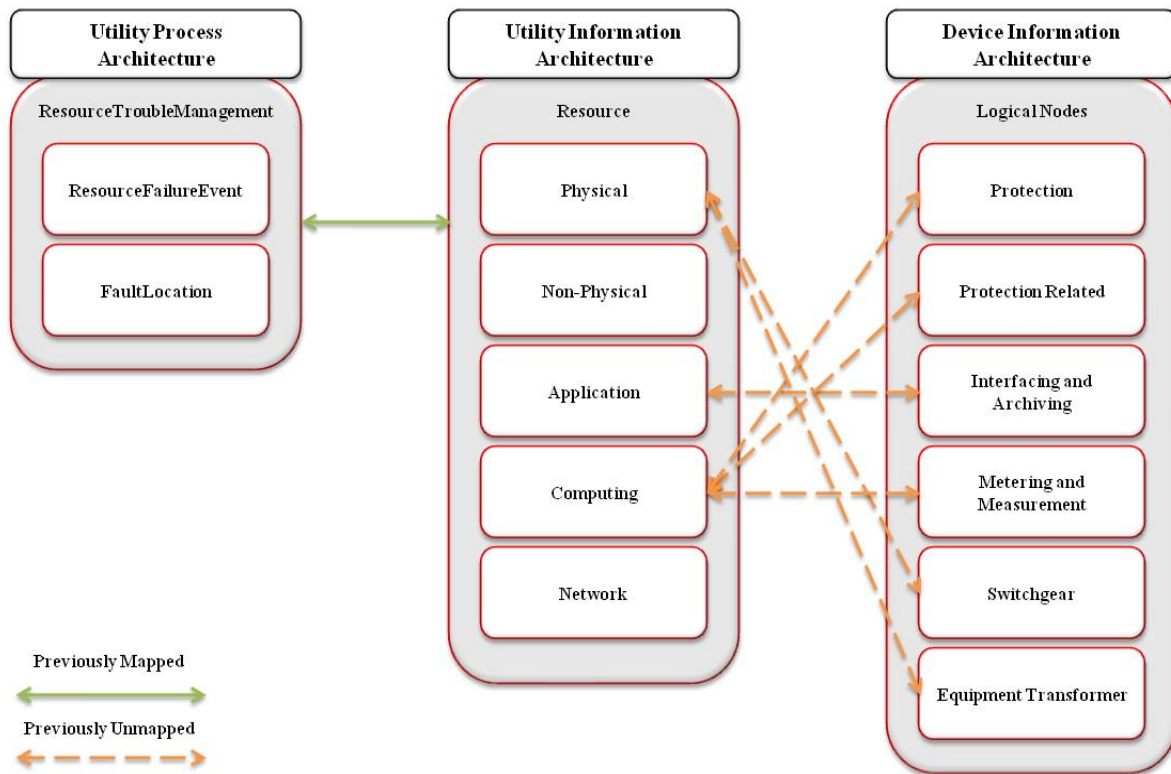 Utility Process
Architecture
ResourceTroubleManagement
ResourceFailureEvent
FaultLocation
Utility Information
Architecture
Resource
Physical
Non-Physical
Application
Computing
Network
Device Information
Architecture
Logical Nodes
Protection
Protection Related
Interfacing and
Archiving
Metering and
Measurement
Switchgear
Equipment Transformer
Previously Mapped
Previously Unmapped